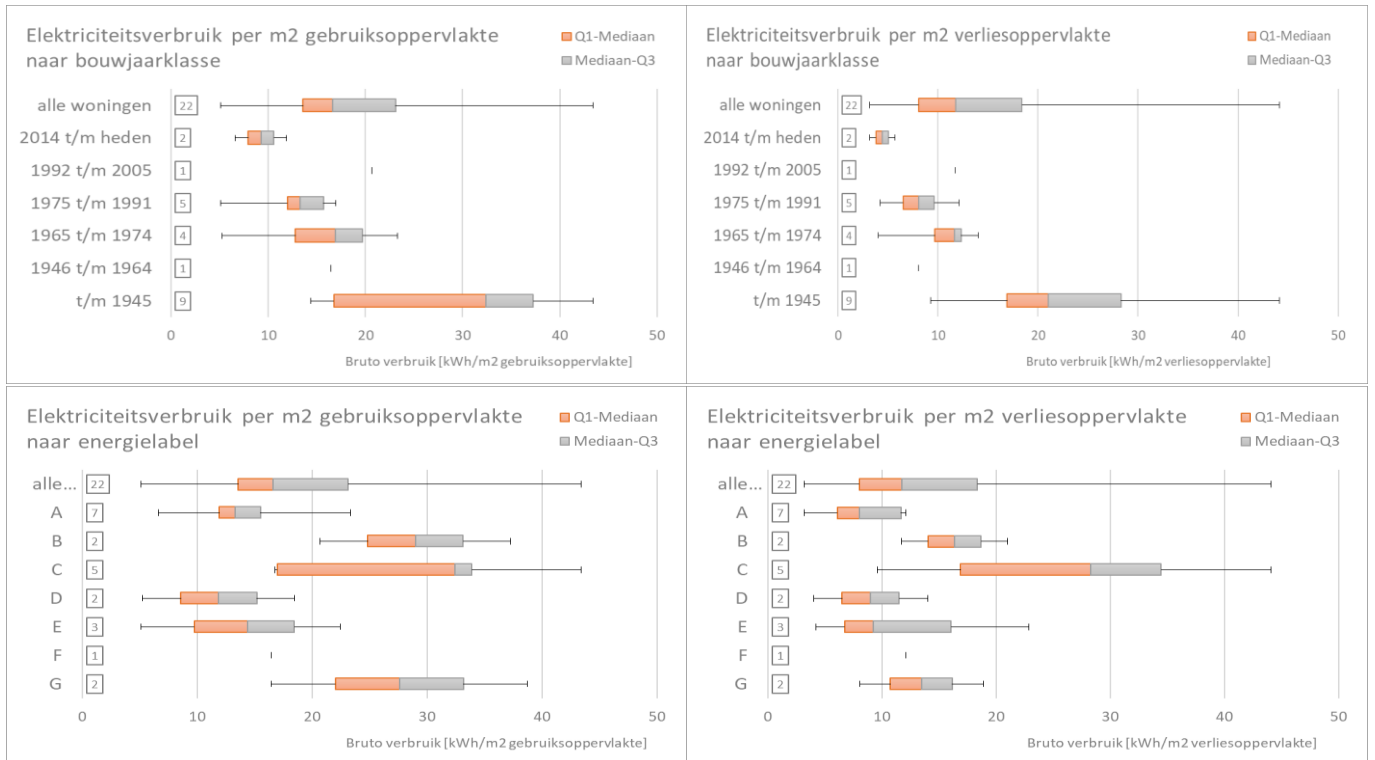 Elektriciteitsverbruik per m2 gebruiksoppervlakte
naar bouwjaarklasse
Q1-Mediaan
Mediaan-Q3
alle woningen 22
2014 t/m heden 2
1992 t/m 2005 1
1975 t/m 1991 5
1965 t/m 1974 4
1946 t/m 1964 1
t/m 1945 9
0 10 20 30 40 50
Bruto verbruik [kWh/m2 gebruiksoppervlakte]
Elektriciteitsverbruik per m2 verliesoppervlakte
naar bouwjaarklasse
Q1-Mediaan
Mediaan-Q3
alle woningen 22
2014 t/m heden 2
1992 t/m 2005 1
1975 t/m 1991 5
1965 t/m 1974 4
1946 t/m 1964 1
t/m 1945 9
0 10 20 30 40 50
Bruto verbruik [kWh/m2 verliesoppervlakte]
Elektriciteitsverbruik per m2 gebruiksoppervlakte
naar energielabel
Q1-Mediaan
Mediaan-Q3
alle... 22
A 7
B 2
C 5
D 2
E 3
F 1
G 2
0 10 20 30 40 50
Bruto verbruik [kWh/m2 gebruiksoppervlakte]
Elektriciteitsverbruik per m2 verliesoppervlakte
naar energielabel
Q1-Mediaan
Mediaan-Q3
alle... 22
A 7
B 2
C 5
D 2
E 3
F 1
G 2
0 10 20 30 40 50
Bruto verbruik [kWh/m2 verliesoppervlakte]